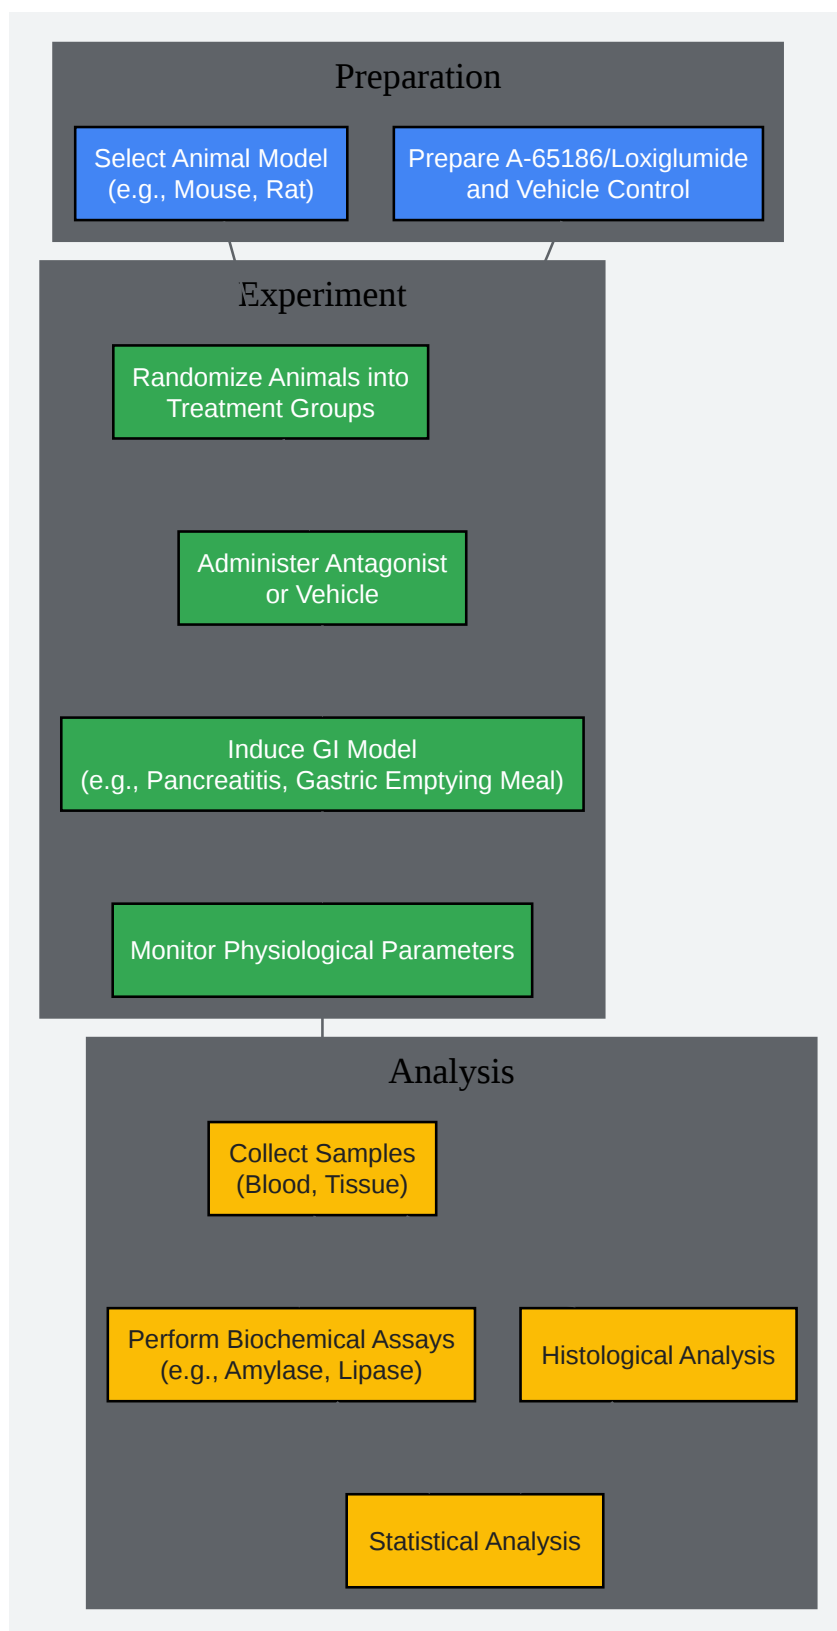 Preparation
Select Animal Model
(e.g., Mouse, Rat)
Prepare A-65186/Loxiglumide
and Vehicle Control
Experiment
Randomize Animals into
Treatment Groups
Administer Antagonist
or Vehicle
Induce GI Model
(e.g., Pancreatitis, Gastric Emptying Meal)
Monitor Physiological Parameters
Analysis
Collect Samples
(Blood, Tissue)
Perform Biochemical Assays
(e.g., Amylase, Lipase)
Histological Analysis
Statistical Analysis